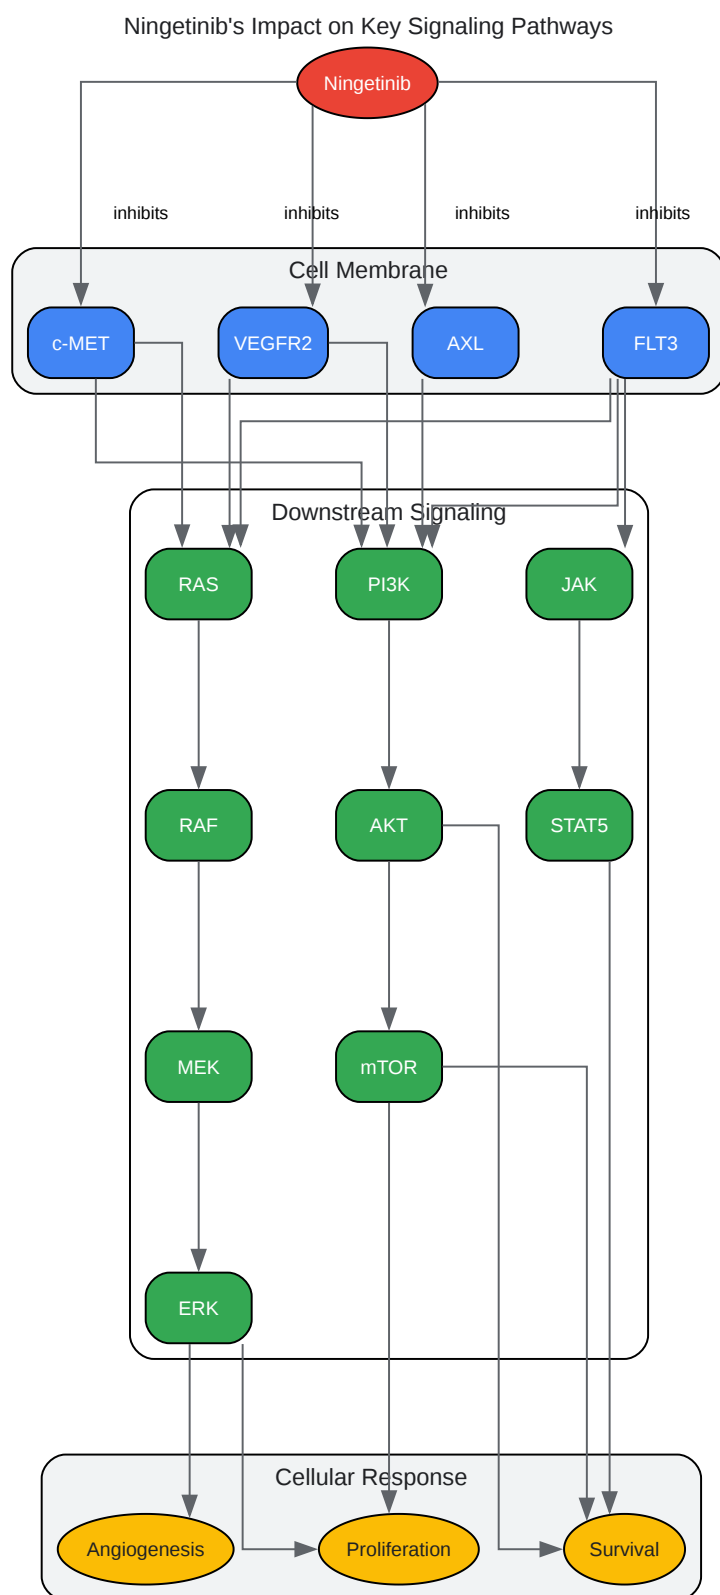 Ningetinib's Impact on Key Signaling Pathways
Ningetinib
inhibits inhibits inhibits inhibits
Cell Membrane
c-MET VEGFR2 AXL FLT3
Downstream Signaling
RAS PI3K JAK
RAF AKT STAT5
MEK mTOR
ERK
Cellular Response
Angiogenesis Proliferation Survival